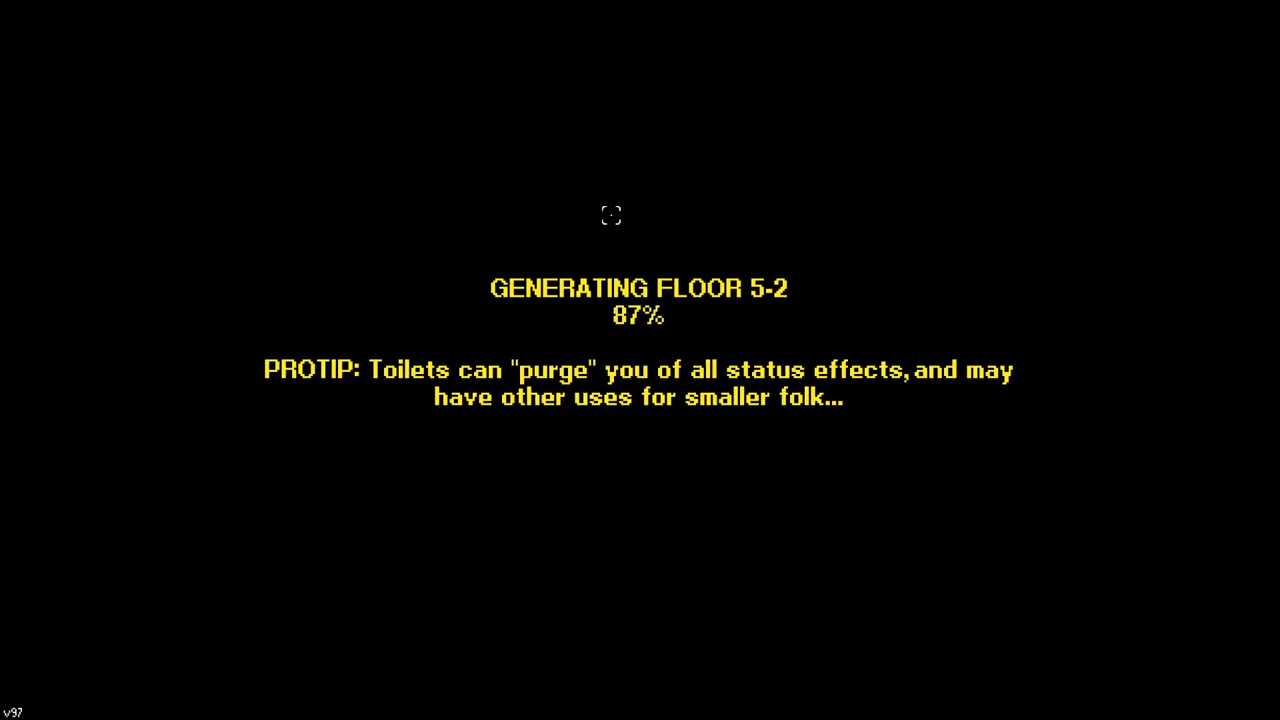 GENERATING FLOOR 5-2
87%
PROTIP: Toilets can "purge" you of all status effects, and may
have other uses for smaller folk...
v97